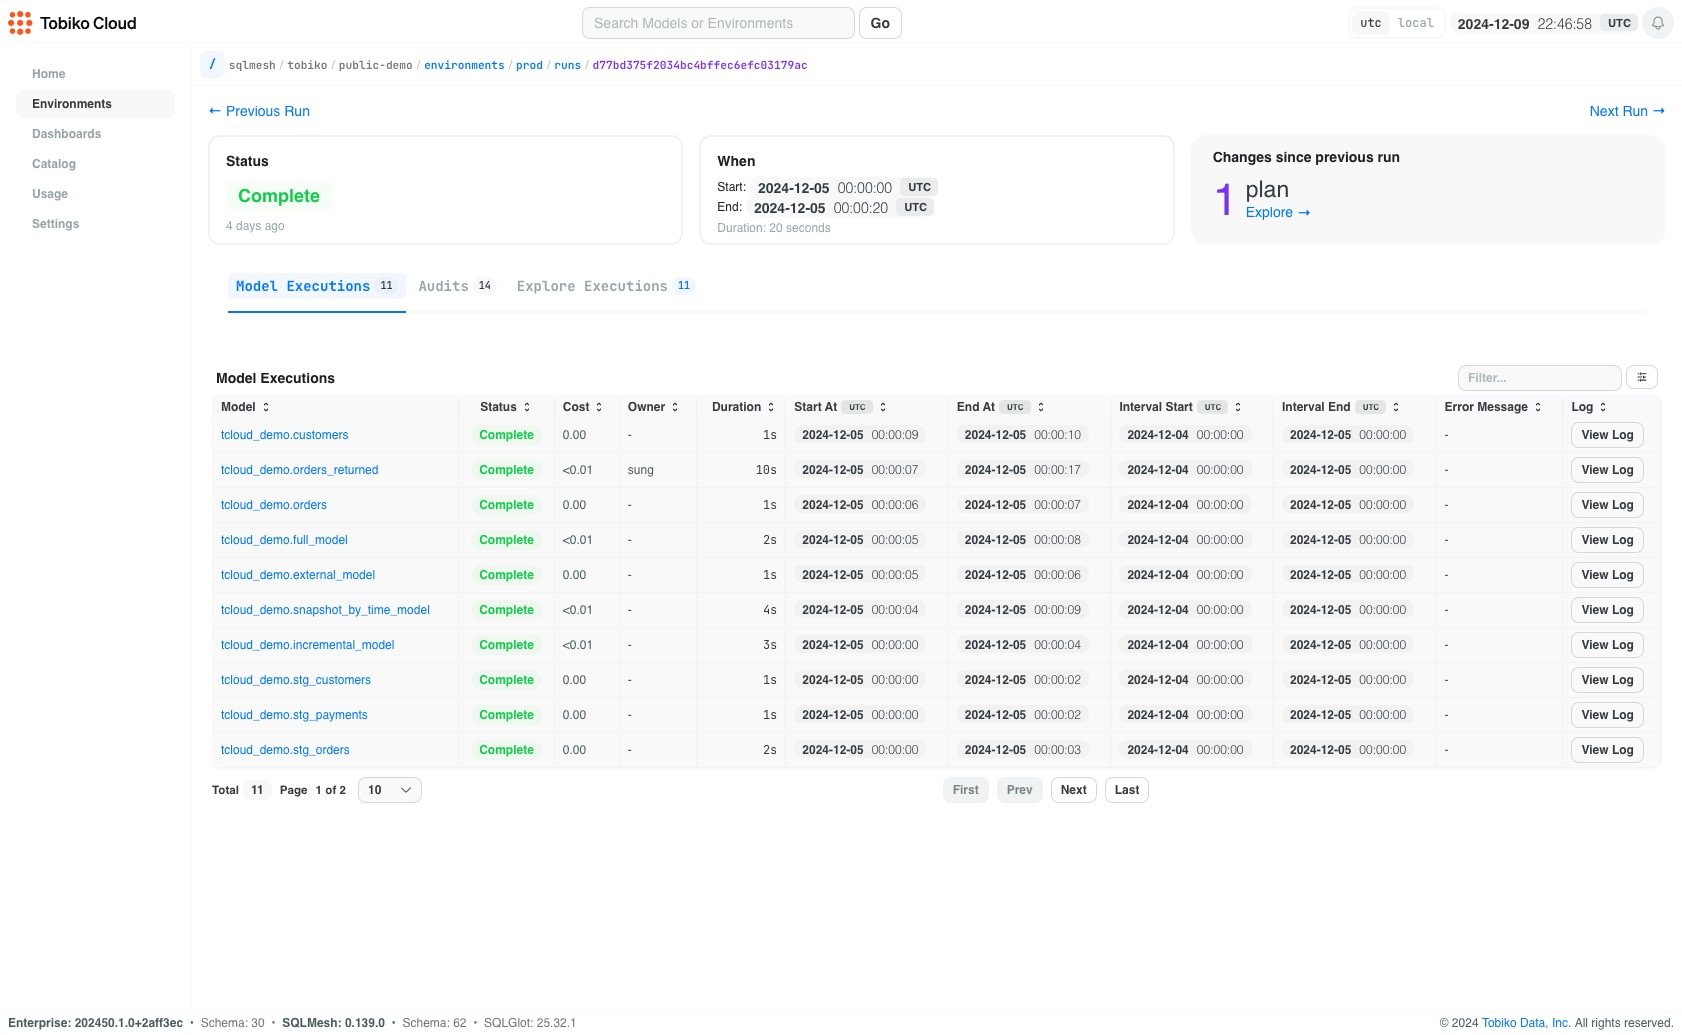 Tobiko Cloud Search Models or Environments Go utc local 2024-12-09 22:46:58 UTC
/ sqlmesh / tobiko / public-demo / environments / prod / runs / d77bd375f2034bc4bffec6efc03179ac
Home
Environments
Dashboards
Catalog
Usage
Settings
← Previous Run Next Run →
Status
Complete
4 days ago
When
Start: 2024-12-05 00:00:00 UTC
End: 2024-12-05 00:00:20 UTC
Duration: 20 seconds
Changes since previous run
1 plan
Explore →
Model Executions 11 Audits 14 Explore Executions 11
Model Executions Filter...
Model Status Cost Owner Duration Start At UTC End At UTC Interval Start UTC Interval End UTC Error Message Log
tcloud_demo.customers Complete 0.00 - 1s 2024-12-05 00:00:09 2024-12-05 00:00:10 2024-12-04 00:00:00 2024-12-05 00:00:00 - View Log
tcloud_demo.orders_returned Complete <0.01 sung 10s 2024-12-05 00:00:07 2024-12-05 00:00:17 2024-12-04 00:00:00 2024-12-05 00:00:00 - View Log
tcloud_demo.orders Complete 0.00 - 1s 2024-12-05 00:00:06 2024-12-05 00:00:07 2024-12-04 00:00:00 2024-12-05 00:00:00 - View Log
tcloud_demo.full_model Complete <0.01 - 2s 2024-12-05 00:00:05 2024-12-05 00:00:08 2024-12-04 00:00:00 2024-12-05 00:00:00 - View Log
tcloud_demo.external_model Complete 0.00 - 1s 2024-12-05 00:00:05 2024-12-05 00:00:06 2024-12-04 00:00:00 2024-12-05 00:00:00 - View Log
tcloud_demo.snapshot_by_time_model Complete <0.01 - 4s 2024-12-05 00:00:04 2024-12-05 00:00:09 2024-12-04 00:00:00 2024-12-05 00:00:00 - View Log
tcloud_demo.incremental_model Complete <0.01 - 3s 2024-12-05 00:00:00 2024-12-05 00:00:04 2024-12-04 00:00:00 2024-12-05 00:00:00 - View Log
tcloud_demo.stg_customers Complete 0.00 - 1s 2024-12-05 00:00:00 2024-12-05 00:00:02 2024-12-04 00:00:00 2024-12-05 00:00:00 - View Log
tcloud_demo.stg_payments Complete 0.00 - 1s 2024-12-05 00:00:00 2024-12-05 00:00:02 2024-12-04 00:00:00 2024-12-05 00:00:00 - View Log
tcloud_demo.stg_orders Complete 0.00 - 2s 2024-12-05 00:00:00 2024-12-05 00:00:03 2024-12-04 00:00:00 2024-12-05 00:00:00 - View Log
Total 11 Page 1 of 2 10 First Prev Next Last
Enterprise: 202450.1.0+2aff3ec • Schema: 30 • SQLMesh: 0.139.0 • Schema: 62 • SQLGlot: 25.32.1 © 2024 Tobiko Data, Inc. All rights reserved.